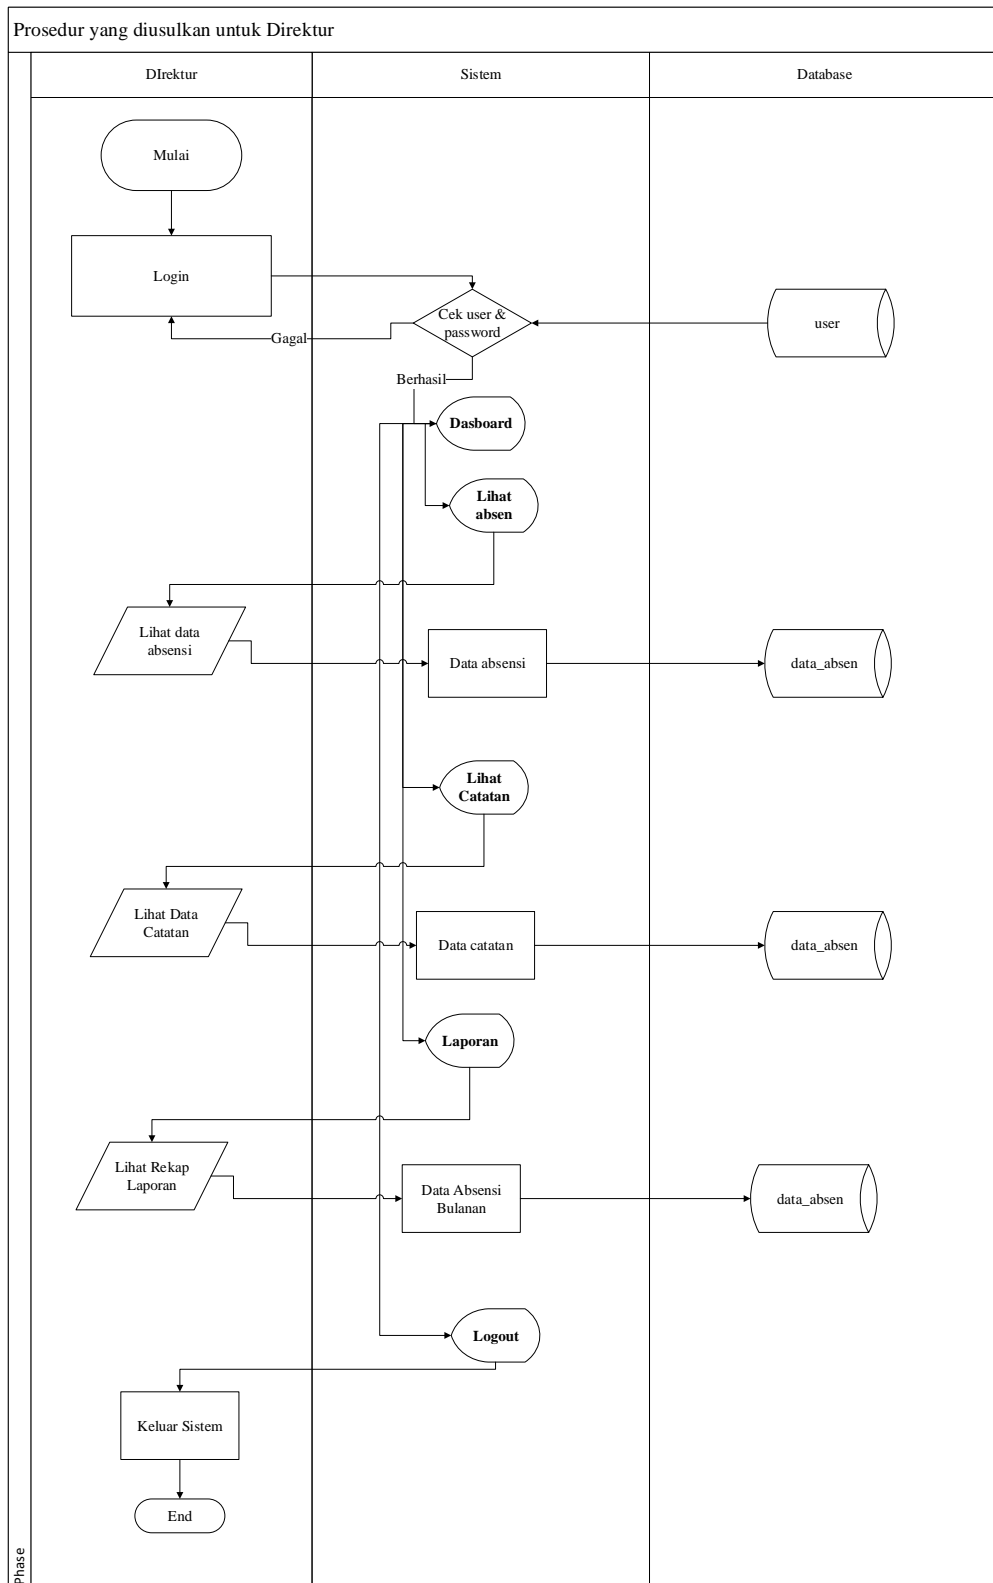 Prosedur yang diusulkan untuk Direktur
DIrektur
Sistem
Database
Mulai
Login
Cek user &
password
user
Gagal
Berhasil
Dasboard
Lihat
absen
Lihat data
absensi
Data absensi
data_absen
Lihat
Catatan
Lihat Data
Catatan
Data catatan
data_absen
Laporan
Lihat Rekap
Laporan
Data Absensi
Bulanan
data_absen
Logout
Keluar Sistem
End
Phase